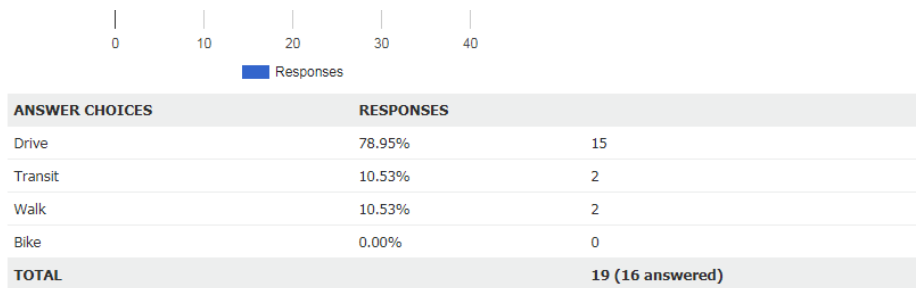 0 10 20 30 40
Responses
ANSWER CHOICES RESPONSES
Drive 78.95% 15
Transit 10.53% 2
Walk 10.53% 2
Bike 0.00% 0
TOTAL 19 (16 answered)